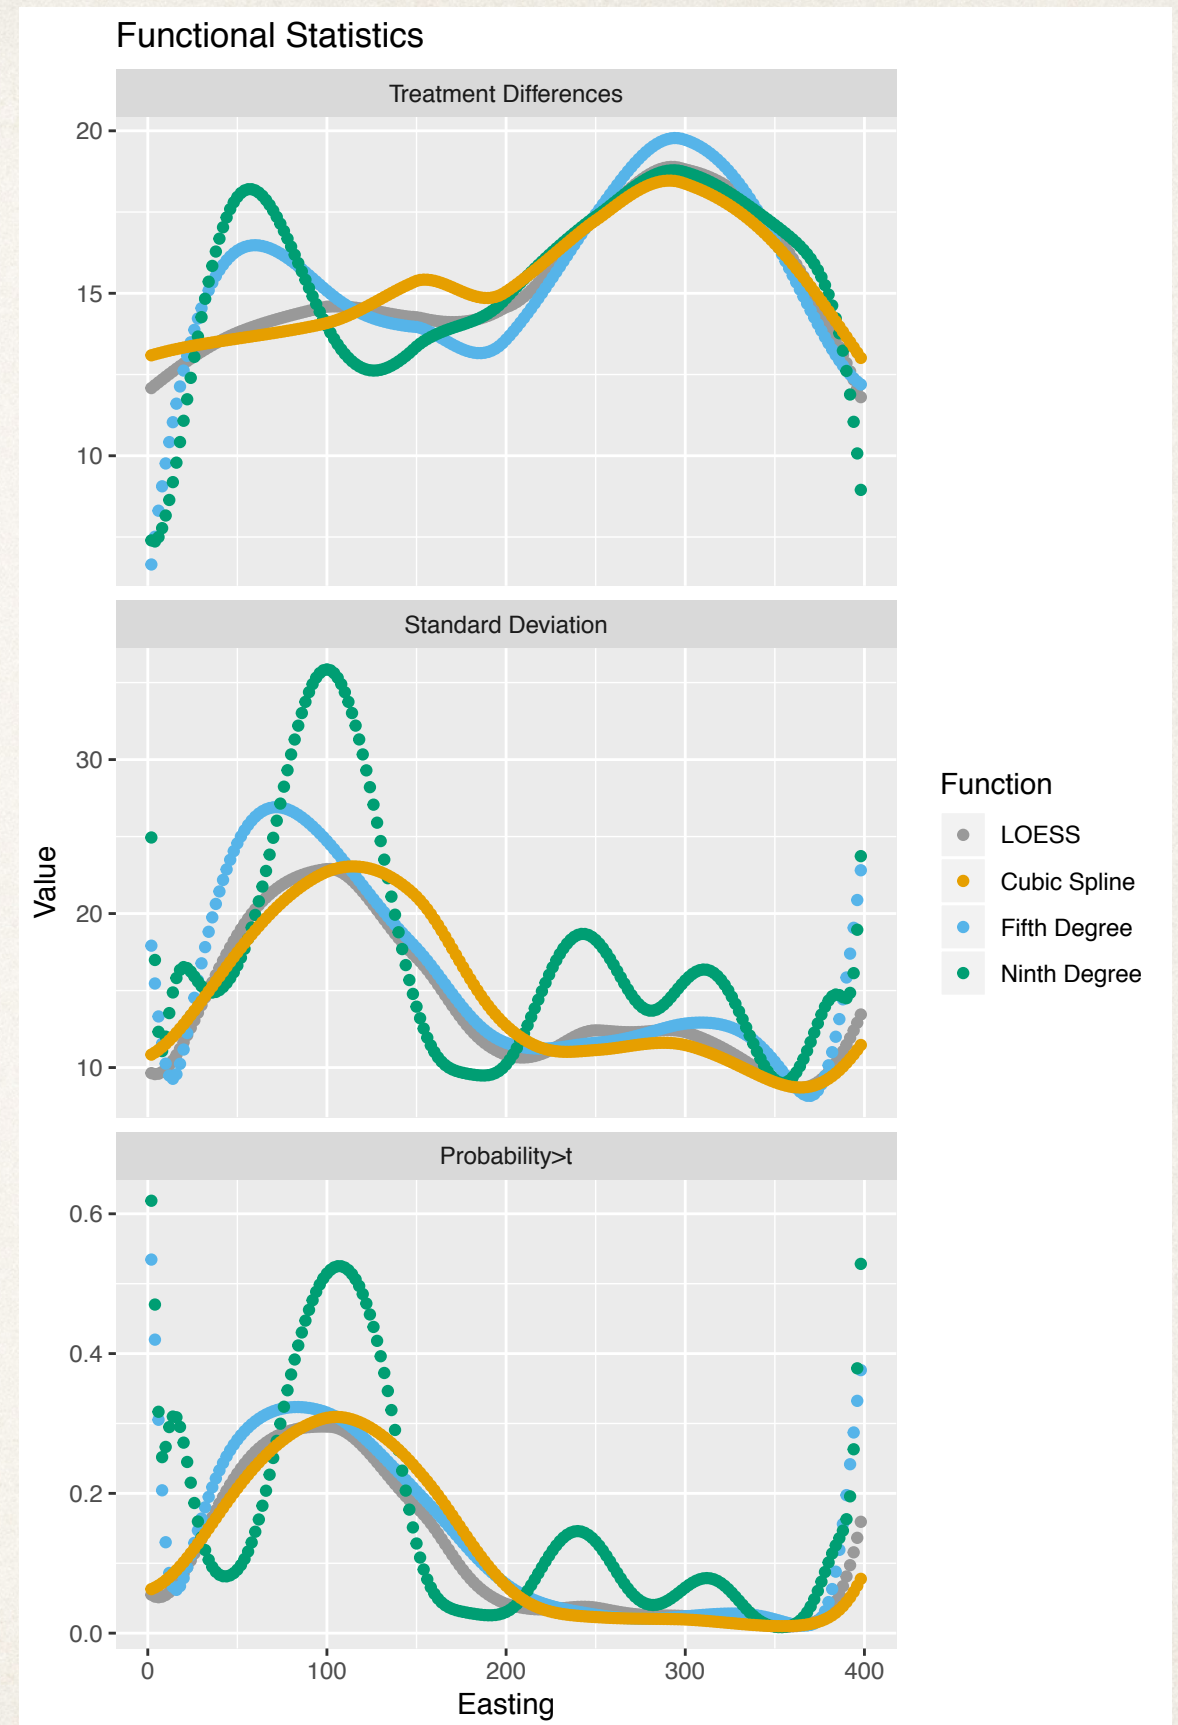 Functional Statistics
Treatment Differences
20
15
10
Standard Deviation
30
20
10
Value
Probability>t
0.6
0.4
0.2
0.0
0 100 200 300 400
Easting
Function
LOESS
Cubic Spline
Fifth Degree
Ninth Degree